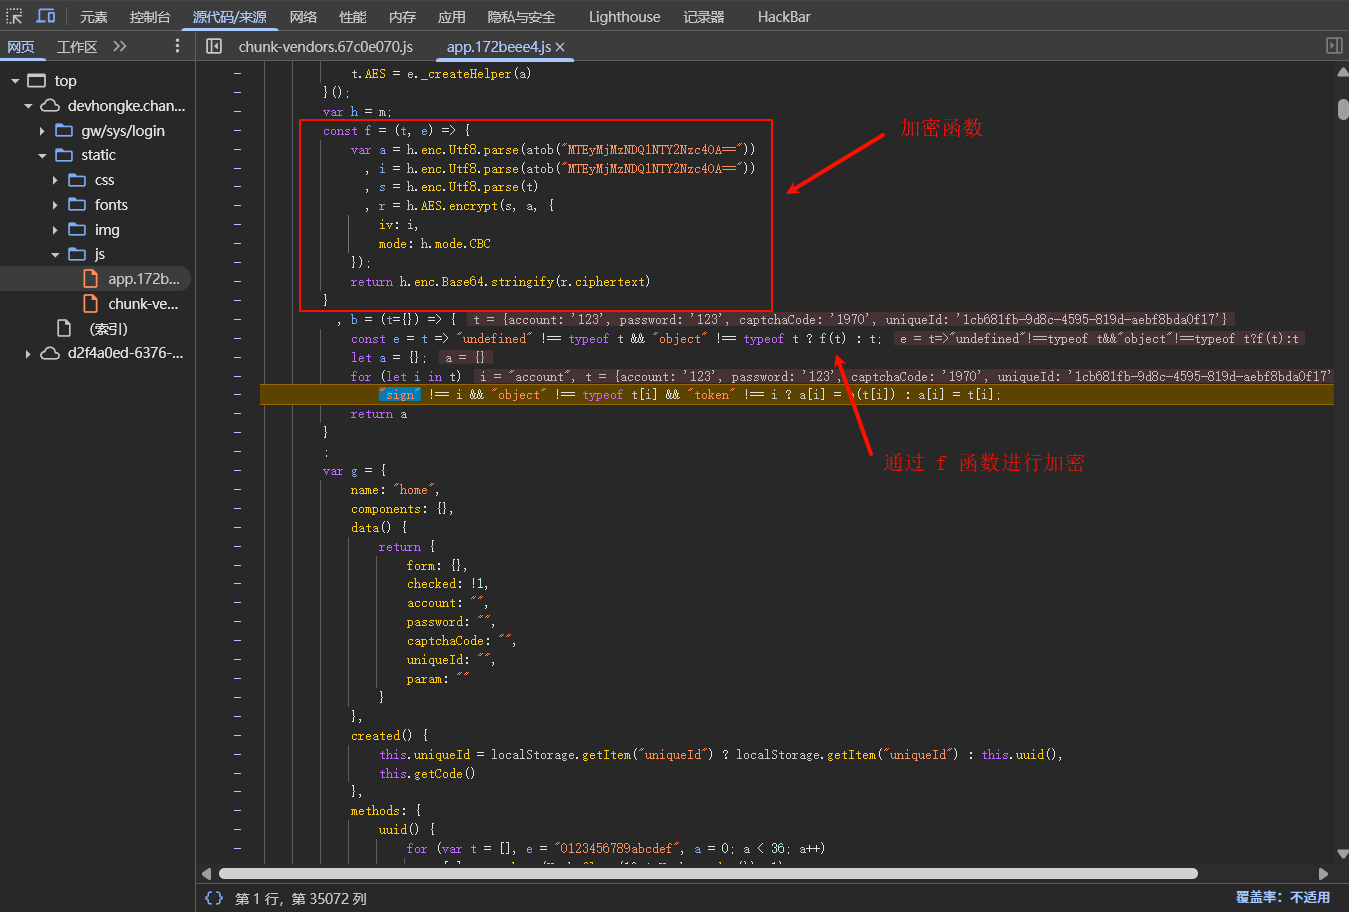 元素 控制台 源代码/来源 网络 性能 内存 应用 隐私与安全 Lighthouse 记录器 HackBar
网页 工作区 chunk-vendors.67c0e070.js app.172beee4.js
top
devhongke.chan...
gw/sys/login
static
css
fonts
img
js
app.172b...
chunk-ve...
(索引)
d2f4a0ed-6376-...
t.AES = e._createHelper(a)
}();
var h = m;
const f = (t, e) => {
var a = h.enc.Utf8.parse(atob("MTEyMjMzNDQ1NTY2Nzc4OA=="))
, i = h.enc.Utf8.parse(atob("MTEyMjMzNDQ1NTY2Nzc4OA=="))
, s = h.enc.Utf8.parse(t)
, r = h.AES.encrypt(s, a, {
iv: i,
mode: h.mode.CBC
});
return h.enc.Base64.stringify(r.ciphertext)
}
加密函数
, b = (t={}) => { t = {account: '123', password: '123', captchaCode: '1970', uniqueId: '1cb681fb-9d8c-4595-819d-aebf8bda0f17'}
const e = t => "undefined" !== typeof t && "object" !== typeof t ? f(t) : t; e = t=>"undefined"!==typeof t&&"object"!==typeof t?f(t):t
let a = {}; a = {}
for (let i in t) i = "account", t = {account: '123', password: '123', captchaCode: '1970', uniqueId: '1cb681fb-9d8c-4595-819d-aebf8bda0f17'
"sign" !== i && "object" !== typeof t[i] && "token" !== i ? a[i] = e(t[i]) : a[i] = t[i];
return a
}
;
通过 f 函数进行加密
var g = {
name: "home",
components: {},
data() {
return {
form: {},
checked: !1,
account: "",
password: "",
captchaCode: "",
uniqueId: "",
param: ""
}
},
created() {
this.uniqueId = localStorage.getItem("uniqueId") ? localStorage.getItem("uniqueId") : this.uuid(),
this.getCode()
},
methods: {
uuid() {
for (var t = [], e = "0123456789abcdef", a = 0; a < 36; a++)
{} 第 1 行，第 35072 列 覆盖率：不适用